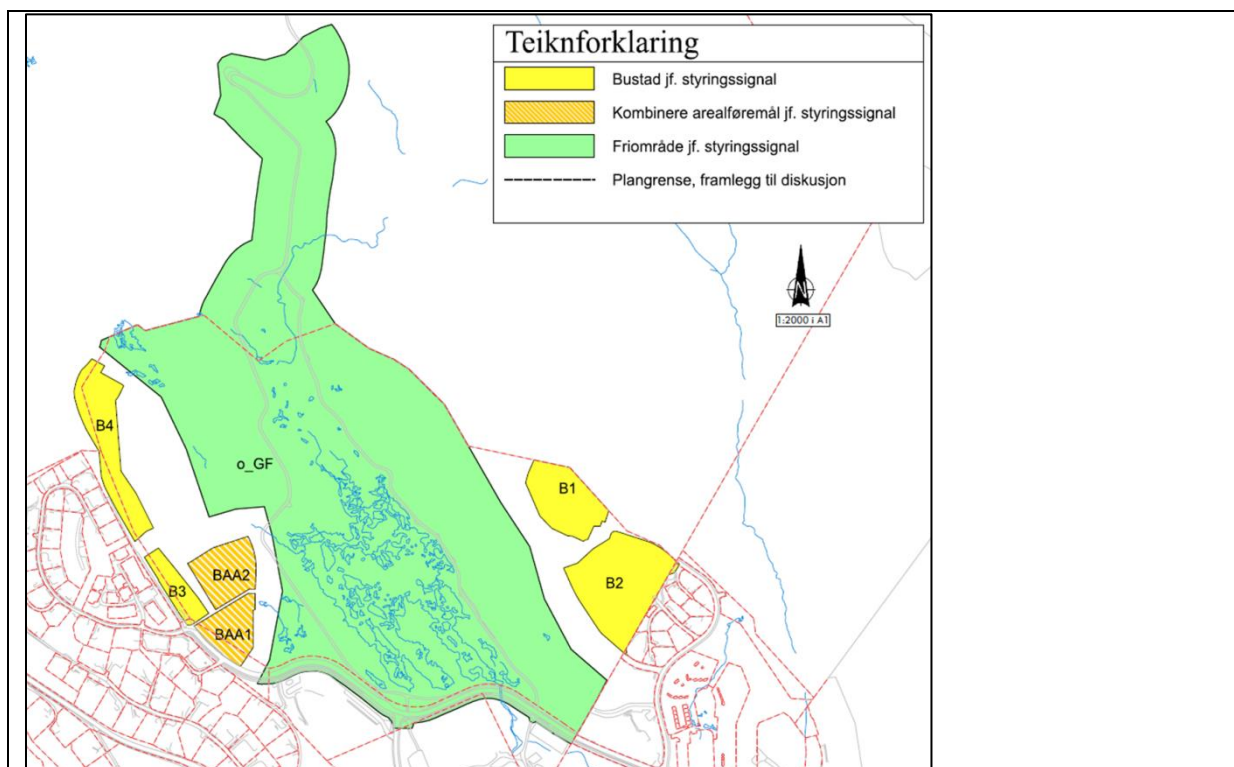 Teiknforklaring
Bustad jf. styringssignal
Kombinere arealføremål jf. styringssignal
Friområde jf. styringssignal
Plangrense, framlegg til diskusjon
N
1:2000 i A1
B4
o_GF
B1
B2
BAA2
B3
BAA1